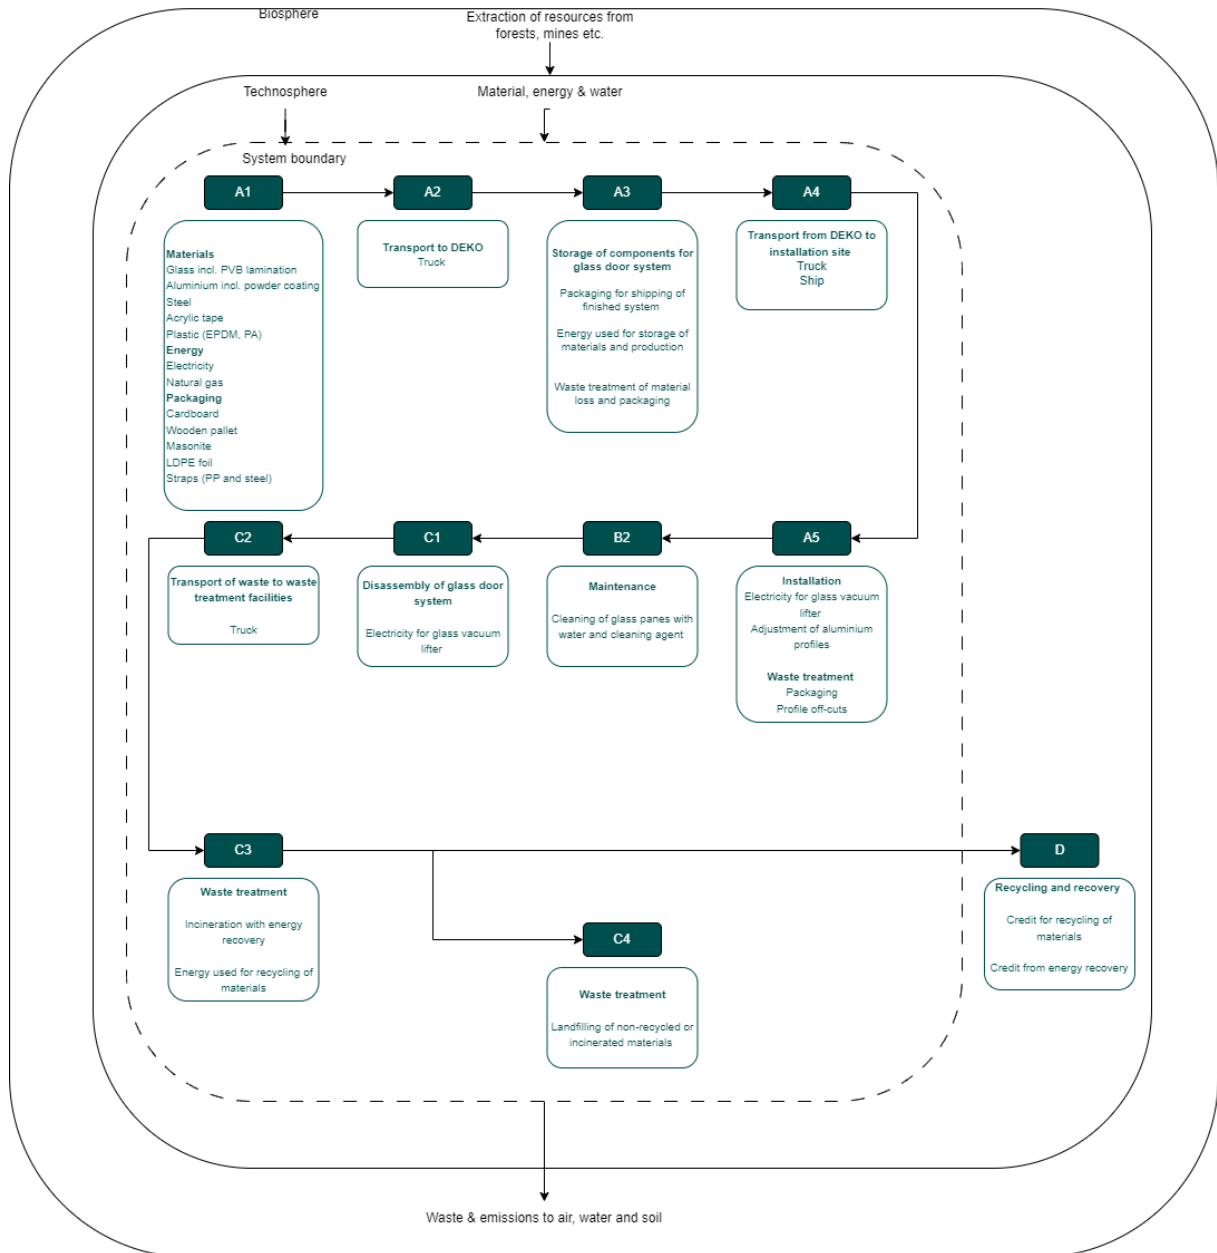 Biosphere
Extraction of resources from
forests, mines etc.
Technosphere
Material, energy & water
System boundary
A1
A2
A3
A4
Materials
Glass incl. PVB lamination
Aluminium incl. powder coating
Steel
Acrylic tape
Plastic (EPDM, PA)
Energy
Electricity
Natural gas
Packaging
Cardboard
Wooden pallet
Masonite
LDPE foil
Straps (PP and steel)
Transport to DEKO
Truck
Storage of components for
glass door system
Packaging for shipping of
finished system
Energy used for storage of
materials and production
Waste treatment of material
loss and packaging
Transport from DEKO to
installation site
Truck
Ship
C2
C1
B2
A5
Transport of waste to waste
treatment facilities
Truck
Disassembly of glass door
system
Electricity for glass vacuum
lifter
Maintenance
Cleaning of glass panes with
water and cleaning agent
Installation
Electricity for glass vacuum
lifter
Adjustment of aluminium
profiles
Waste treatment
Packaging
Profile off-cuts
C3
D
Waste treatment
Incineration with energy
recovery
Energy used for recycling of
materials
Recycling and recovery
Credit for recycling of
materials
Credit from energy recovery
C4
Waste treatment
Landfilling of non-recycled or
incinerated materials
Waste & emissions to air, water and soil